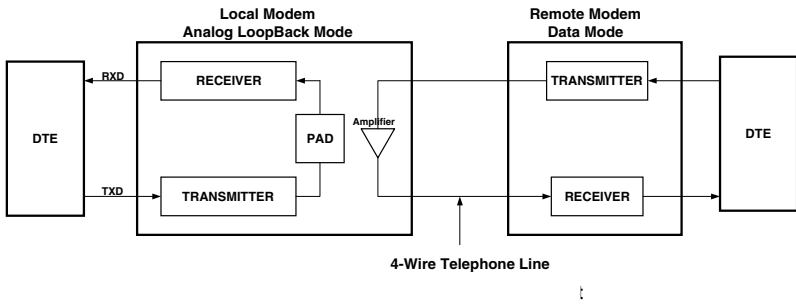 Local Modem
Analog LoopBack Mode
Remote Modem
Data Mode
DTE
RXD
RECEIVER
PAD
Amplifier
TRANSMITTER
DTE
TXD
TRANSMITTER
RECEIVER
4-Wire Telephone Line
t